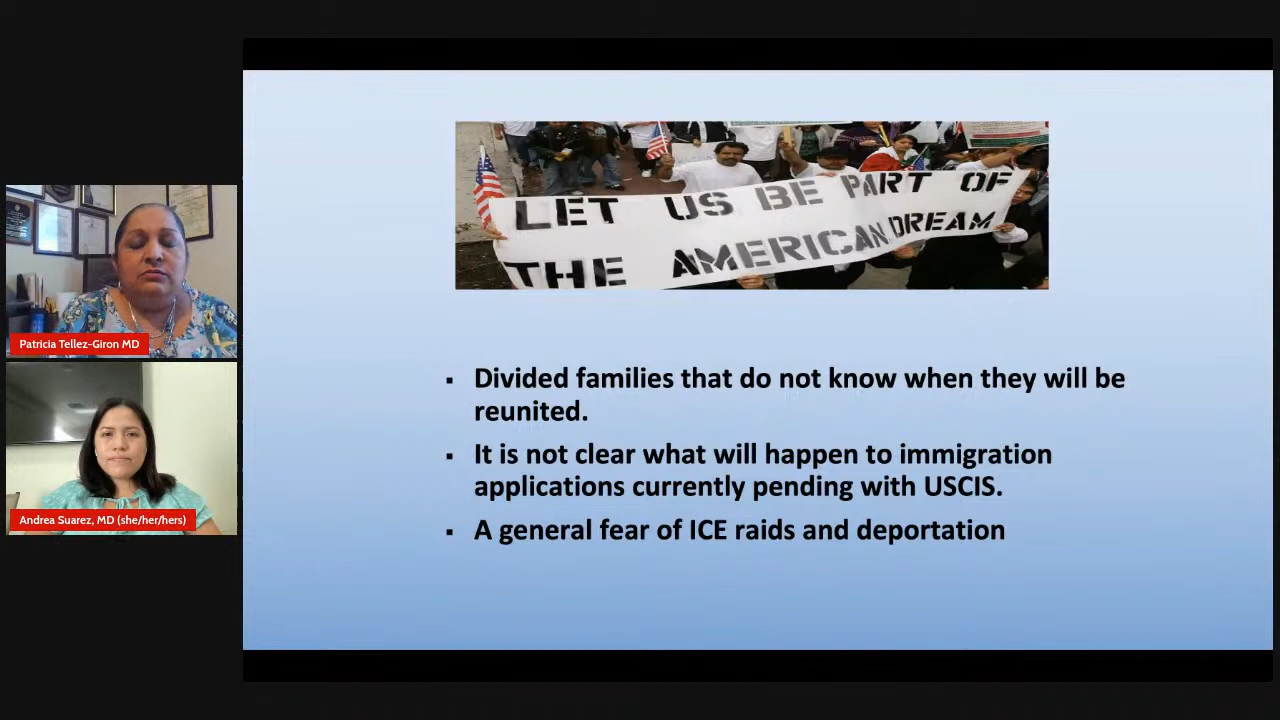 LET US BE PART OF
THE AMERICAN DREAM
Patricia Tellez-Giron MD
Andrea Suarez, MD (she/her/hers)
▪ Divided families that do not know when they will be
reunited.
▪ It is not clear what will happen to immigration
applications currently pending with USCIS.
▪ A general fear of ICE raids and deportation